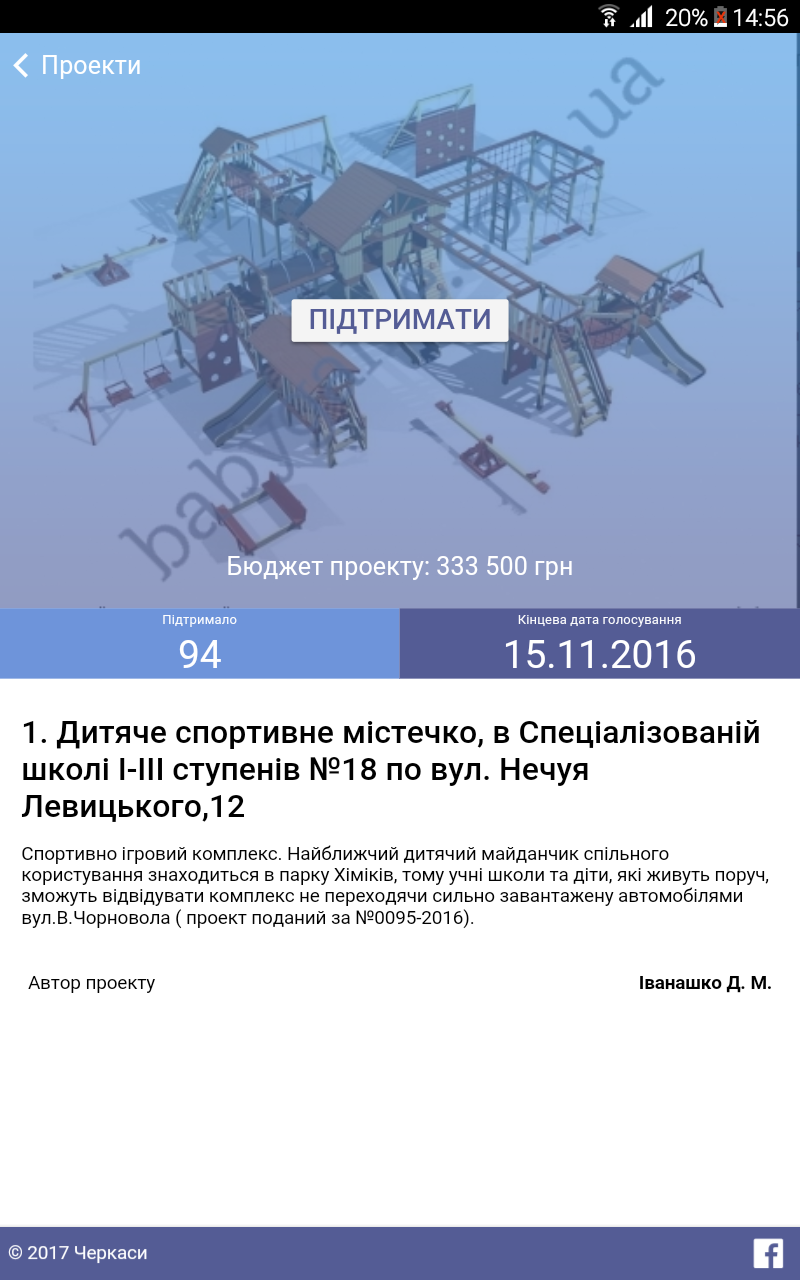 20% 14:56
Проекти
ПІДТРИМАТИ
Бюджет проекту: 333 500 грн
Підтримало
94
Кінцева дата голосування
15.11.2016
1. Дитяче спортивне містечко, в Спеціалізованій
школі І-ІІІ ступенів №18 по вул. Нечуя
Левицького,12
Спортивно ігровий комплекс. Найближчий дитячий майданчик спільного
користування знаходиться в парку Хіміків, тому учні школи та діти, які живуть поруч,
зможуть відвідувати комплекс не переходячи сильно завантажену автомобілями
вул.В.Чорновола ( проект поданий за №0095-2016).
Автор проекту
Іванашко Д. М.
© 2017 Черкаси